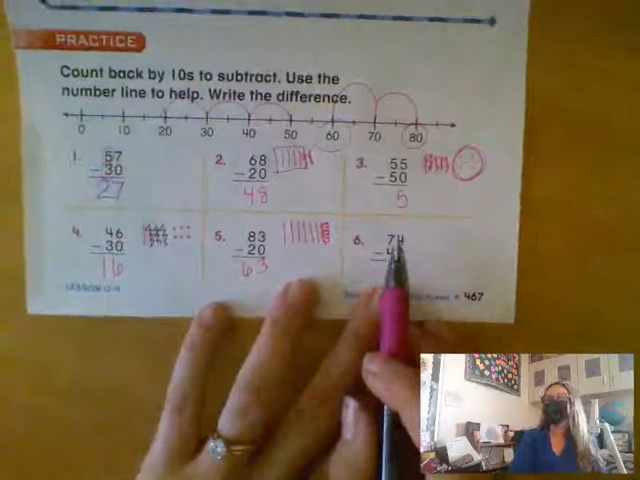 PRACTICE
Count back by 10s to subtract. Use the
number line to help. Write the difference.
0 10 20 30 40 50 60 70 80
1. 57 2. 68 3. 55
- 30 - 20 - 50
27 48 5
4. 46 5. 83 6. 74
- 30 - 20 -
16 63
467